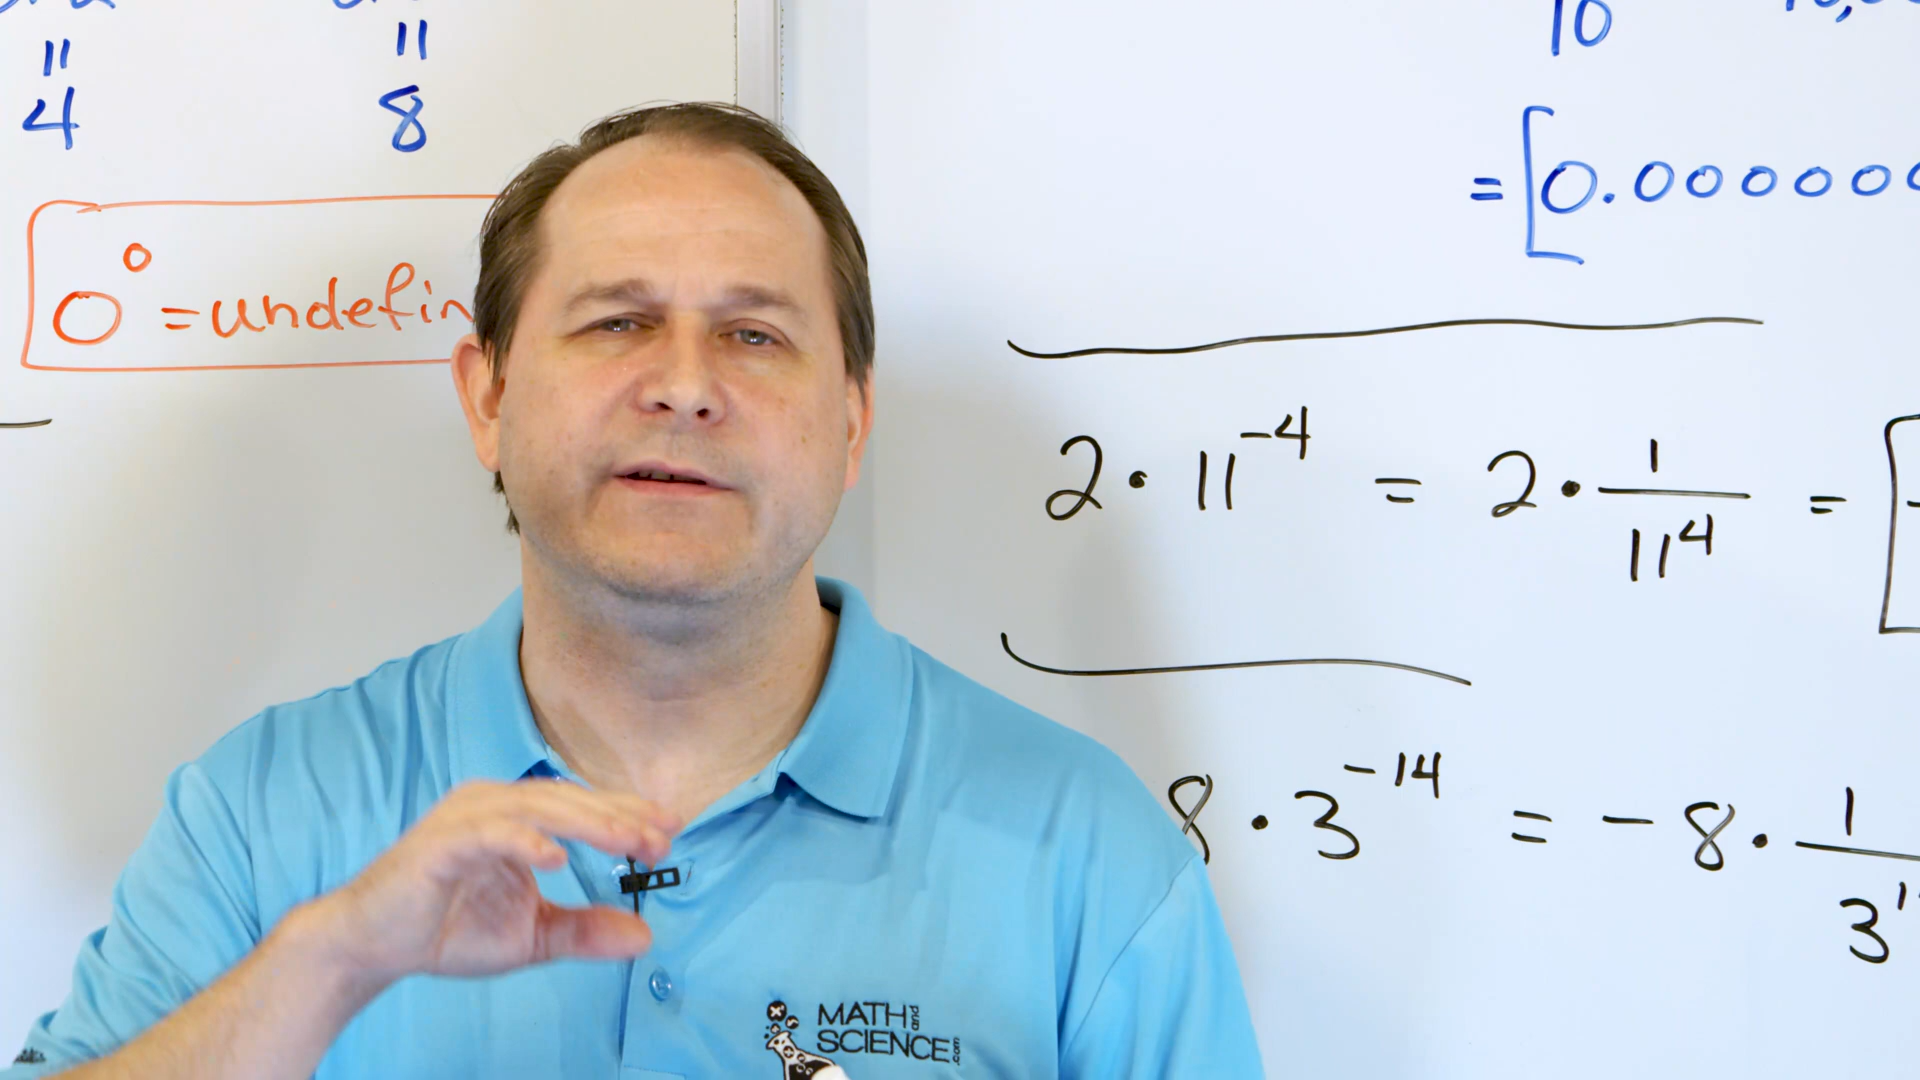 =
4
=
8
0⁰ = undefin
10
= [0.000000
2 · 11⁻⁴ = 2 · 1/11⁴ =
8 · 3⁻¹⁴ = -8 · 1/3¹
MATH and
SCIENCE .com